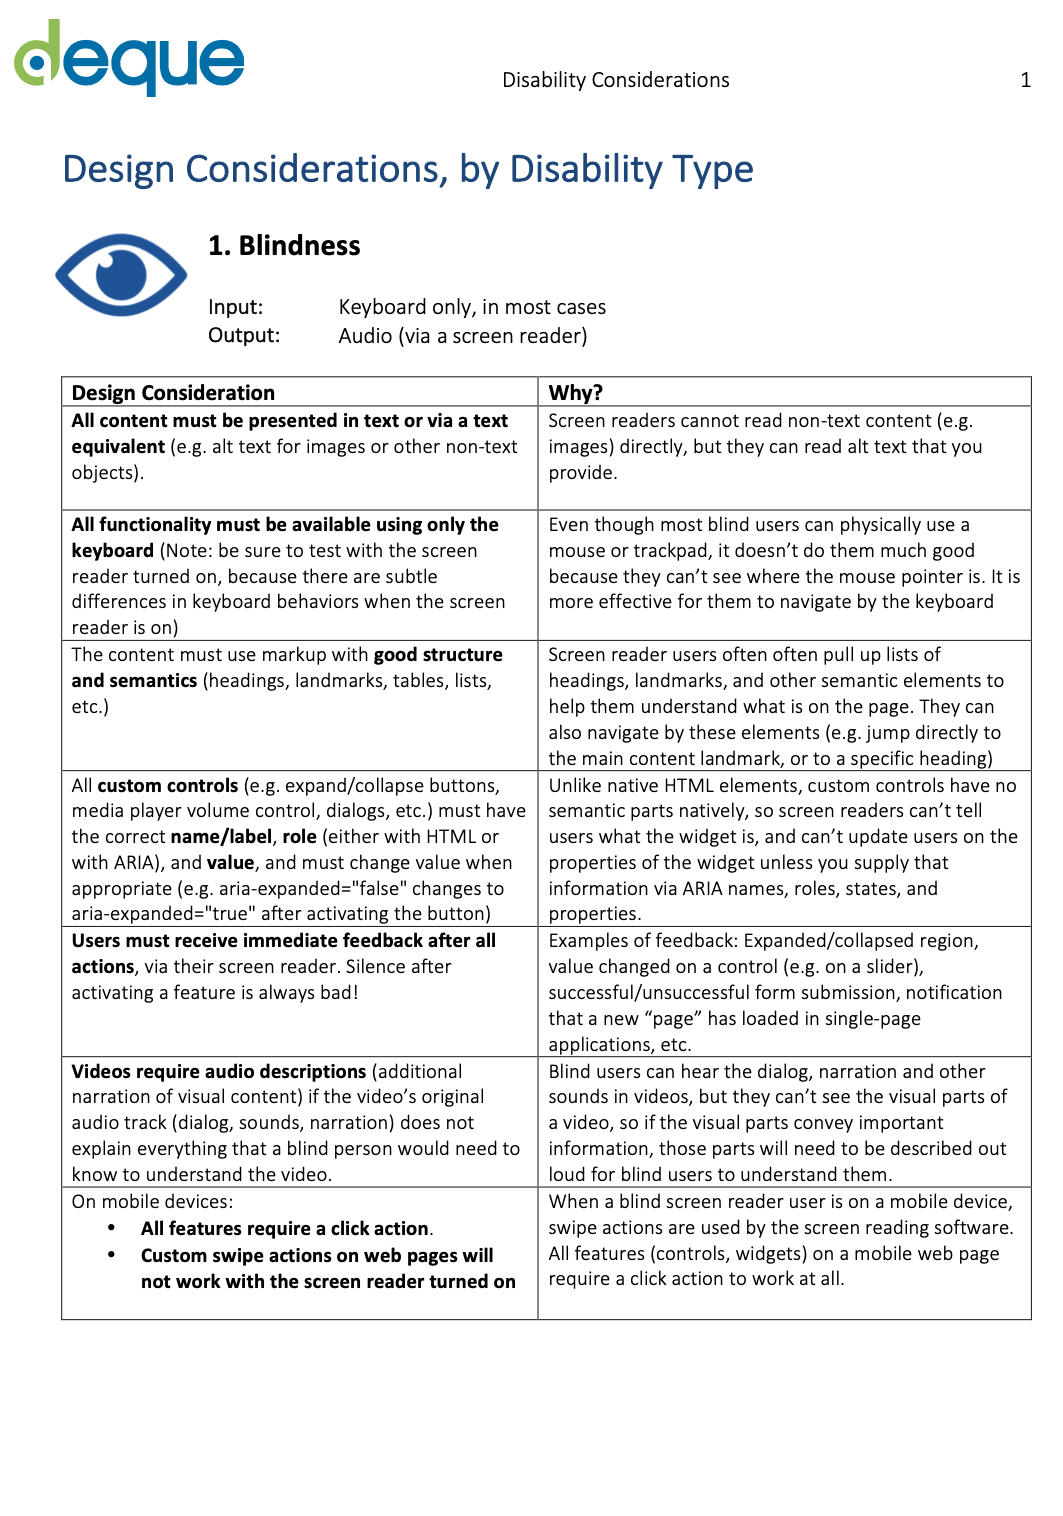 deque
Disability Considerations 1
Design Considerations, by Disability Type
1. Blindness
Input: Keyboard only, in most cases
Output: Audio (via a screen reader)
Design Consideration
Why?
All content must be presented in text or via a text
equivalent (e.g. alt text for images or other non-text
objects).
Screen readers cannot read non-text content (e.g.
images) directly, but they can read alt text that you
provide.
All functionality must be available using only the
keyboard (Note: be sure to test with the screen
reader turned on, because there are subtle
differences in keyboard behaviors when the screen
reader is on)
Even though most blind users can physically use a
mouse or trackpad, it doesn’t do them much good
because they can’t see where the mouse pointer is. It is
more effective for them to navigate by the keyboard
The content must use markup with good structure
and semantics (headings, landmarks, tables, lists,
etc.)
Screen reader users often often pull up lists of
headings, landmarks, and other semantic elements to
help them understand what is on the page. They can
also navigate by these elements (e.g. jump directly to
the main content landmark, or to a specific heading)
All custom controls (e.g. expand/collapse buttons,
media player volume control, dialogs, etc.) must have
the correct name/label, role (either with HTML or
with ARIA), and value, and must change value when
appropriate (e.g. aria-expanded="false" changes to
aria-expanded="true" after activating the button)
Unlike native HTML elements, custom controls have no
semantic parts natively, so screen readers can’t tell
users what the widget is, and can’t update users on the
properties of the widget unless you supply that
information via ARIA names, roles, states, and
properties.
Users must receive immediate feedback after all
actions, via their screen reader. Silence after
activating a feature is always bad!
Examples of feedback: Expanded/collapsed region,
value changed on a control (e.g. on a slider),
successful/unsuccessful form submission, notification
that a new “page” has loaded in single-page
applications, etc.
Videos require audio descriptions (additional
narration of visual content) if the video’s original
audio track (dialog, sounds, narration) does not
explain everything that a blind person would need to
know to understand the video.
Blind users can hear the dialog, narration and other
sounds in videos, but they can’t see the visual parts of
a video, so if the visual parts convey important
information, those parts will need to be described out
loud for blind users to understand them.
On mobile devices:
• All features require a click action.
• Custom swipe actions on web pages will
not work with the screen reader turned on
When a blind screen reader user is on a mobile device,
swipe actions are used by the screen reading software.
All features (controls, widgets) on a mobile web page
require a click action to work at all.